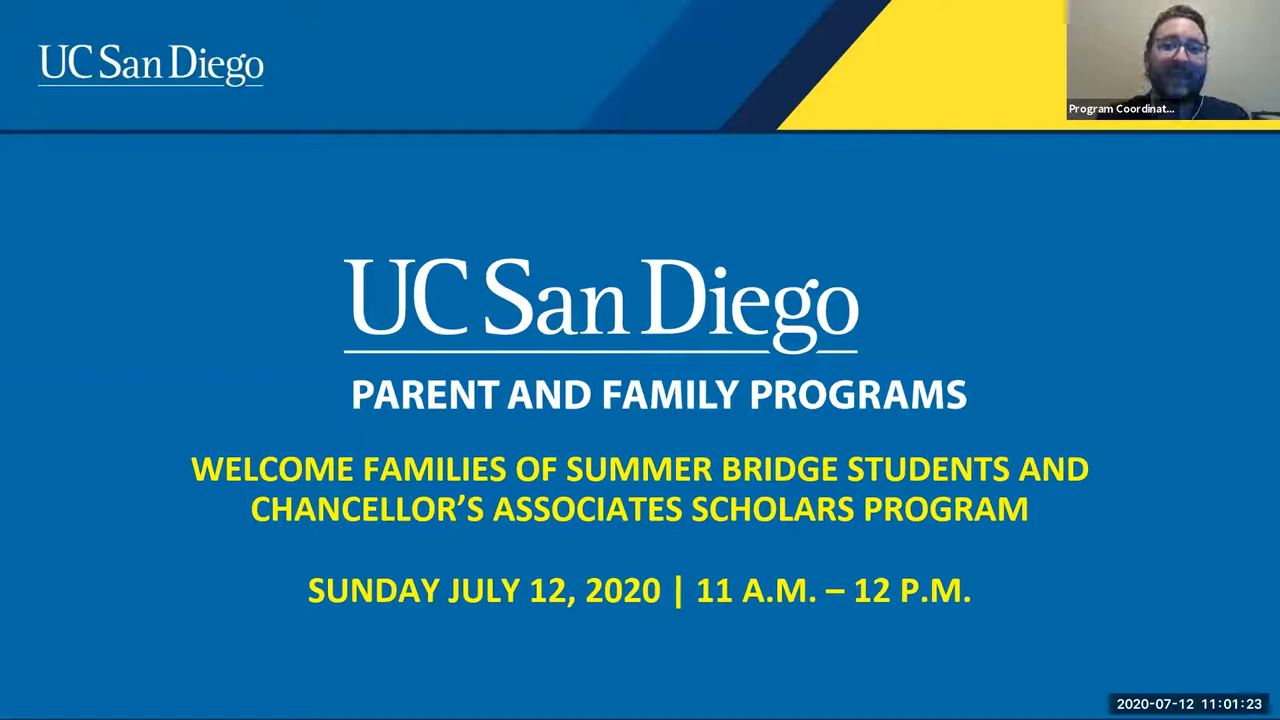 UC San Diego
Program Coordinat...
UC San Diego
PARENT AND FAMILY PROGRAMS
WELCOME FAMILIES OF SUMMER BRIDGE STUDENTS AND
CHANCELLOR’S ASSOCIATES SCHOLARS PROGRAM
SUNDAY JULY 12, 2020 | 11 A.M. – 12 P.M.
2020-07-12 11:01:23